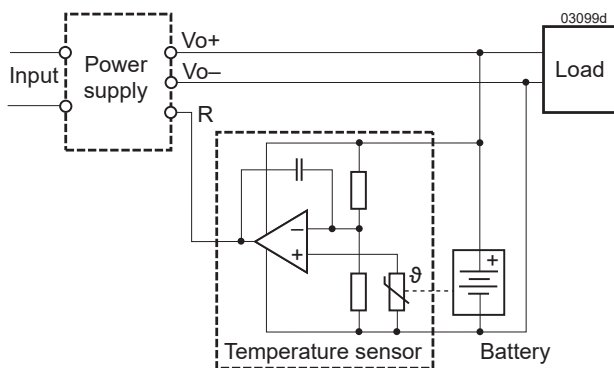 03099d
Vo+
Input
Power
supply
Vo–
Load
R
–
+
ϑ
+
Temperature sensor
Battery